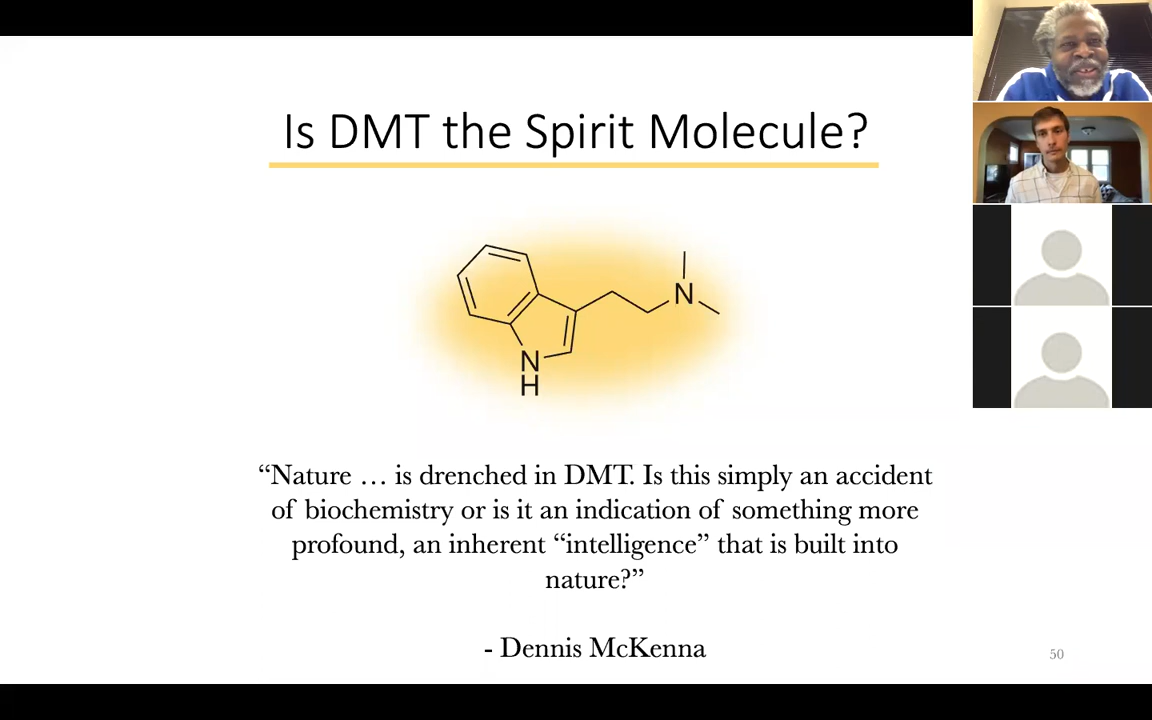 Is DMT the Spirit Molecule?
N
N
H
“Nature … is drenched in DMT. Is this simply an accident
of biochemistry or is it an indication of something more
profound, an inherent “intelligence” that is built into
nature?”
- Dennis McKenna
50